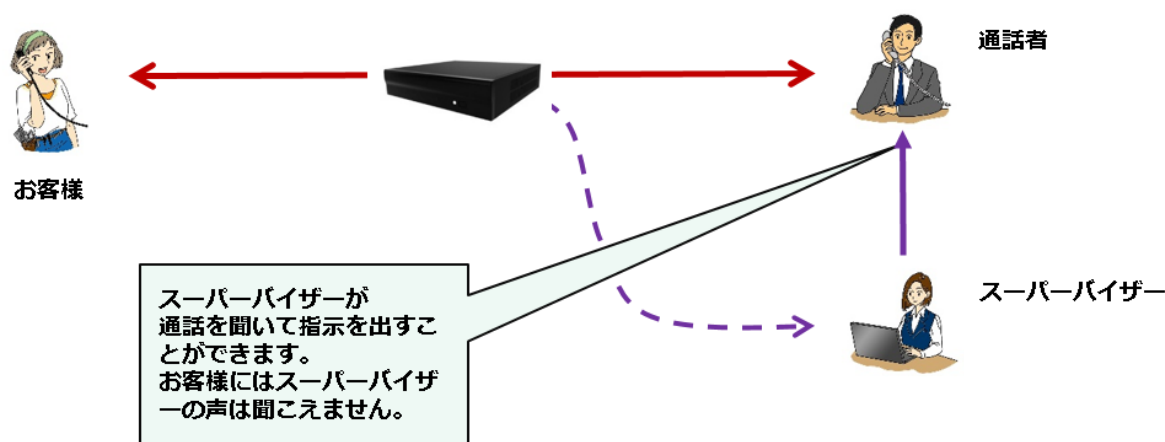 通話者
お客様
スーパーバイザー
スーパーバイザーが
通話を聞いて指示を出すこ
とができます。
お客様にはスーパーバイザ
ーの声は聞こえません。